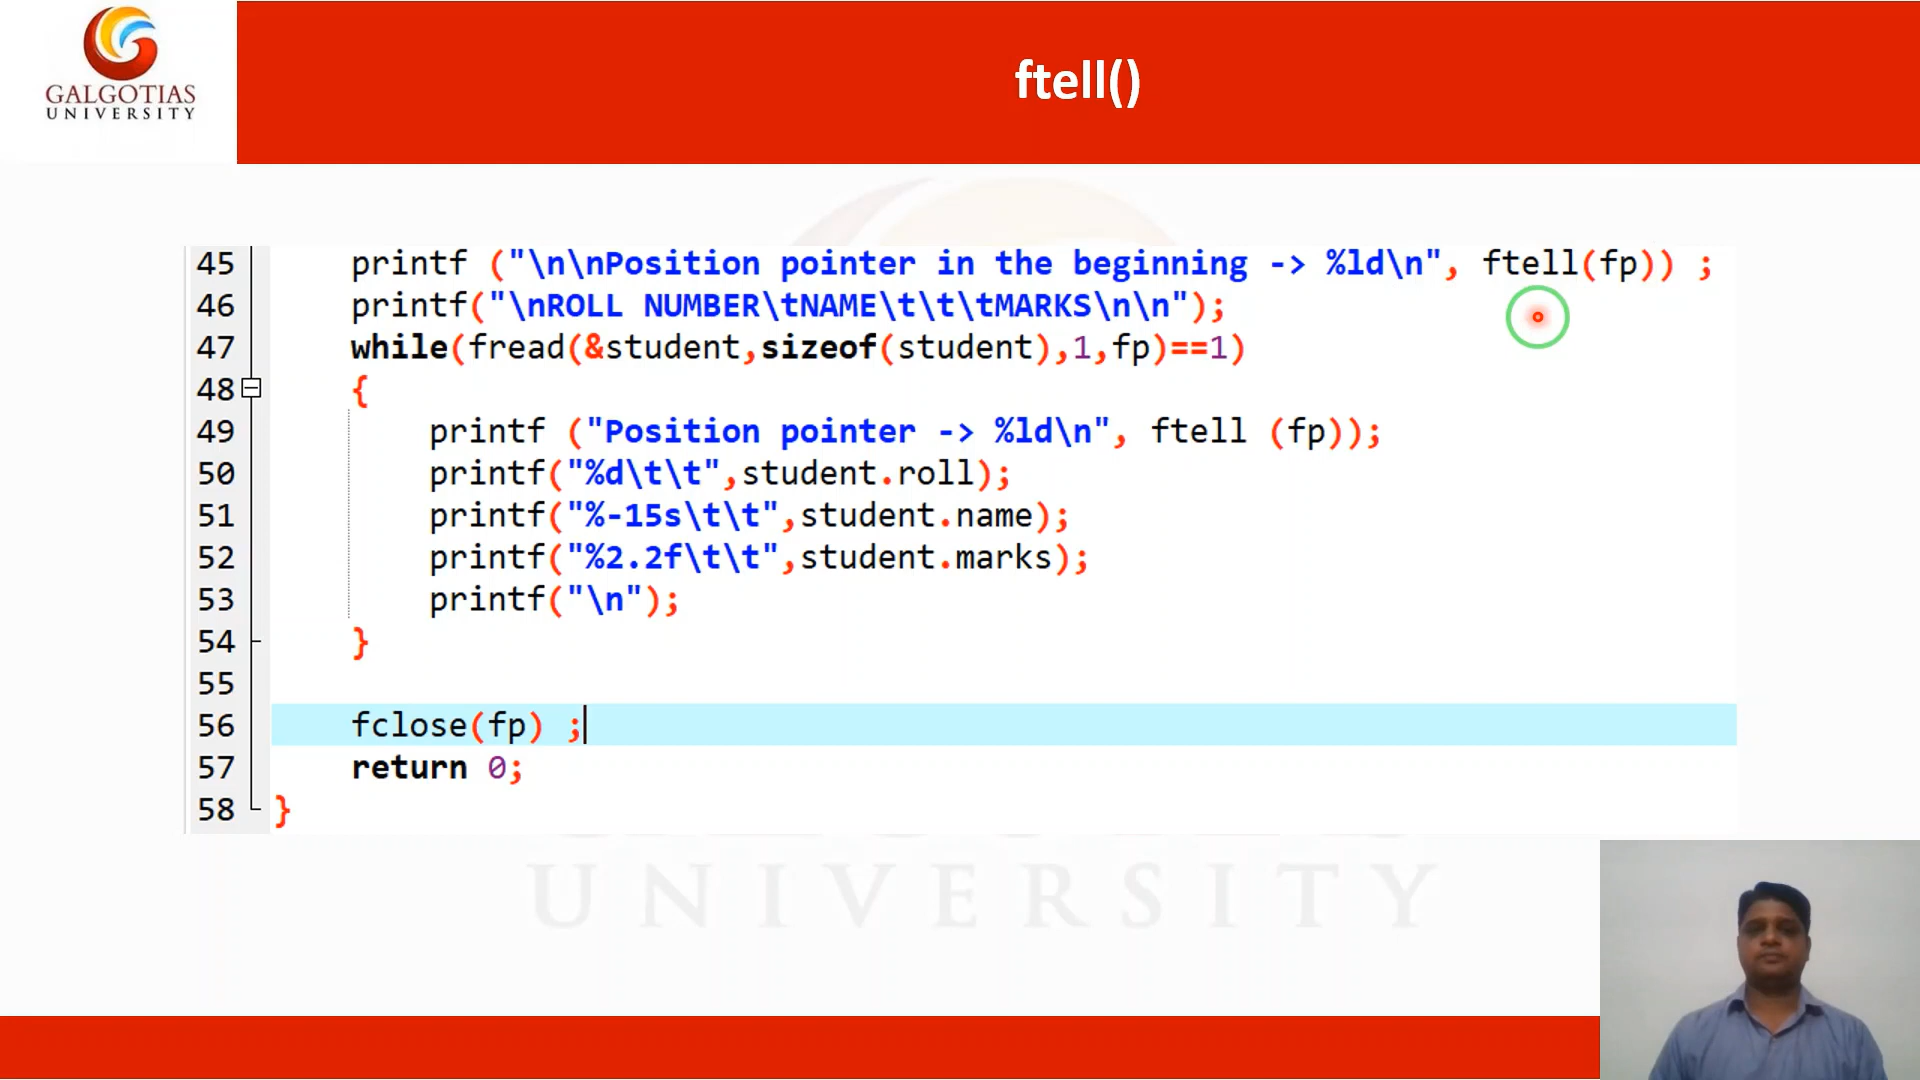 GALGOTIAS
UNIVERSITY
ftell()
45 printf ("\n\nPosition pointer in the beginning -> %ld\n", ftell(fp)) ;
46 printf("\nROLL NUMBER\tNAME\t\t\tMARKS\n\n");
47 while(fread(&student,sizeof(student),1,fp)==1)
48 {
49 printf ("Position pointer -> %ld\n", ftell (fp));
50 printf("%d\t\t",student.roll);
51 printf("%-15s\t\t",student.name);
52 printf("%2.2f\t\t",student.marks);
53 printf("\n");
54 }
55
56 fclose(fp) ;
57 return 0;
58 }
UNIVERSITY